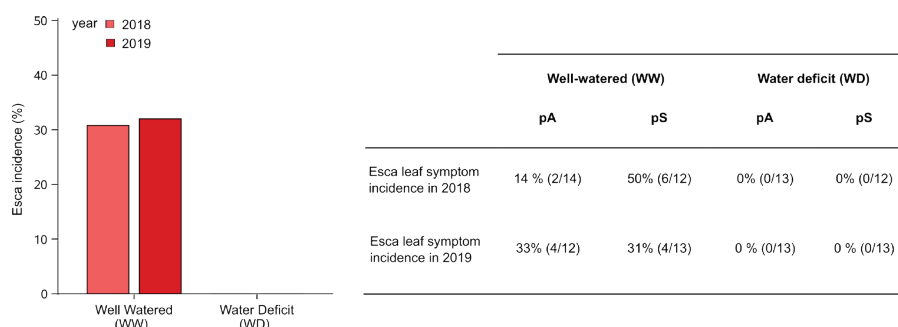 50
40
30
20
10
0
Esca incidence (%)
year
2018
2019
Well Watered
(WW)
Water Deficit
(WD)
Well-watered (WW) Water deficit (WD)
pA pS pA pS
Esca leaf symptom
incidence in 2018
14 % (2/14) 50% (6/12) 0% (0/13) 0% (0/12)
Esca leaf symptom
incidence in 2019
33% (4/12) 31% (4/13) 0 % (0/13) 0 % (0/13)